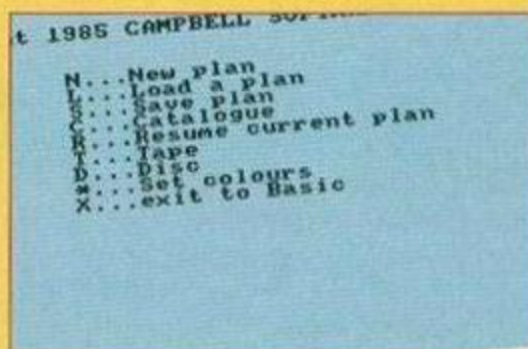 t 1985 CAMPBELL
N...New plan
L...Load a plan
S...Save plan
C...Catalogue
R...Resume current plan
T...Tape
D...Disc
*...Set colours
X...exit to Basic